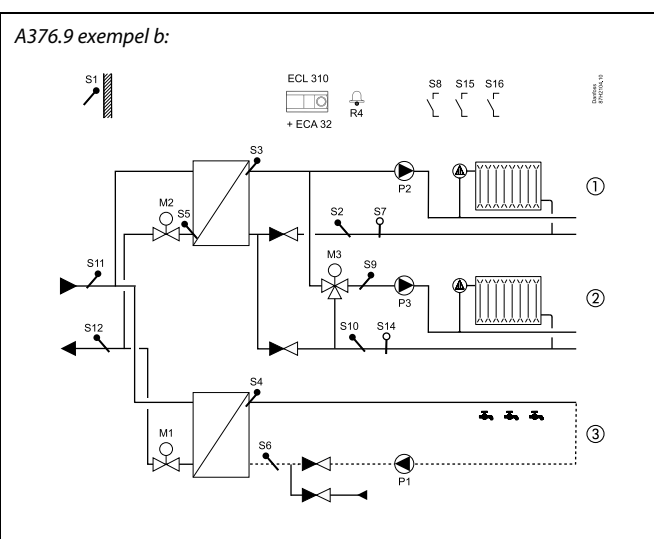 A376.9 exempel b:
S1
ECL 310
+ ECA 32
R4
S8 S15 S16
Danfoss
87H210A.10
S3
M2
S5
P2
S2 S7
①
S11
M3
S9
P3
②
S12
S10 S14
S4
M1
S6
P1
③